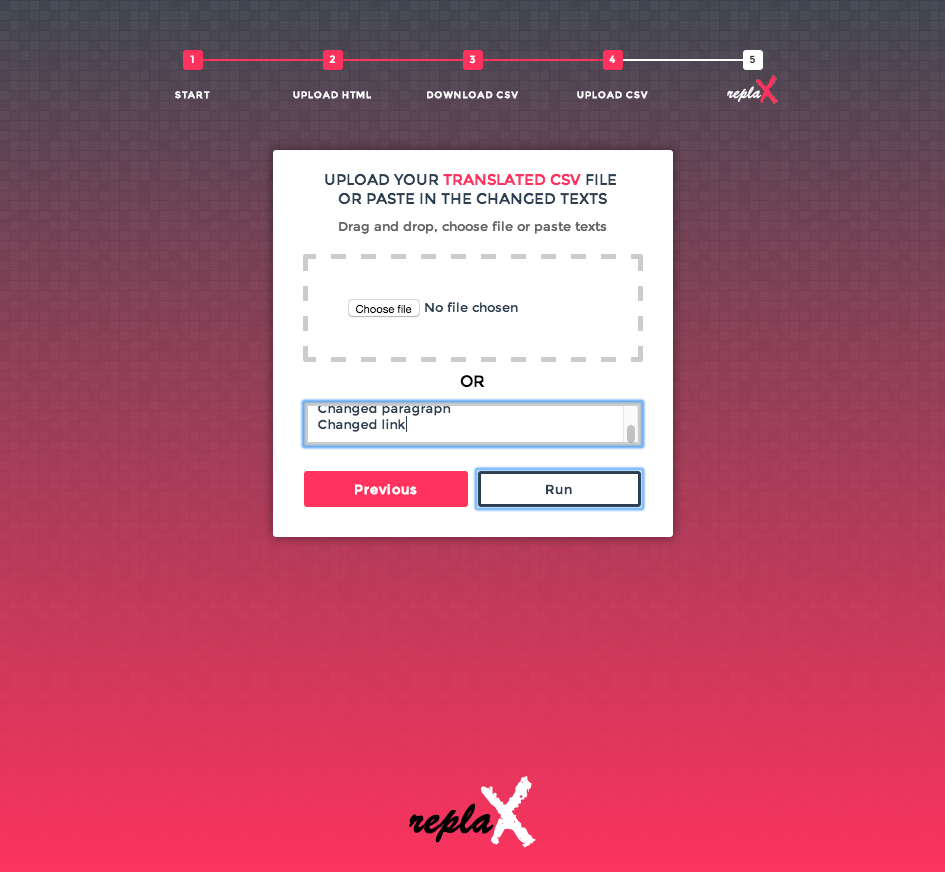 1 2 3 4 5
START UPLOAD HTML DOWNLOAD CSV UPLOAD CSV replaX
UPLOAD YOUR TRANSLATED CSV FILE
OR PASTE IN THE CHANGED TEXTS
Drag and drop, choose file or paste texts
Choose file No file chosen
OR
Changed paragraph
Changed link
Previous Run
replaX